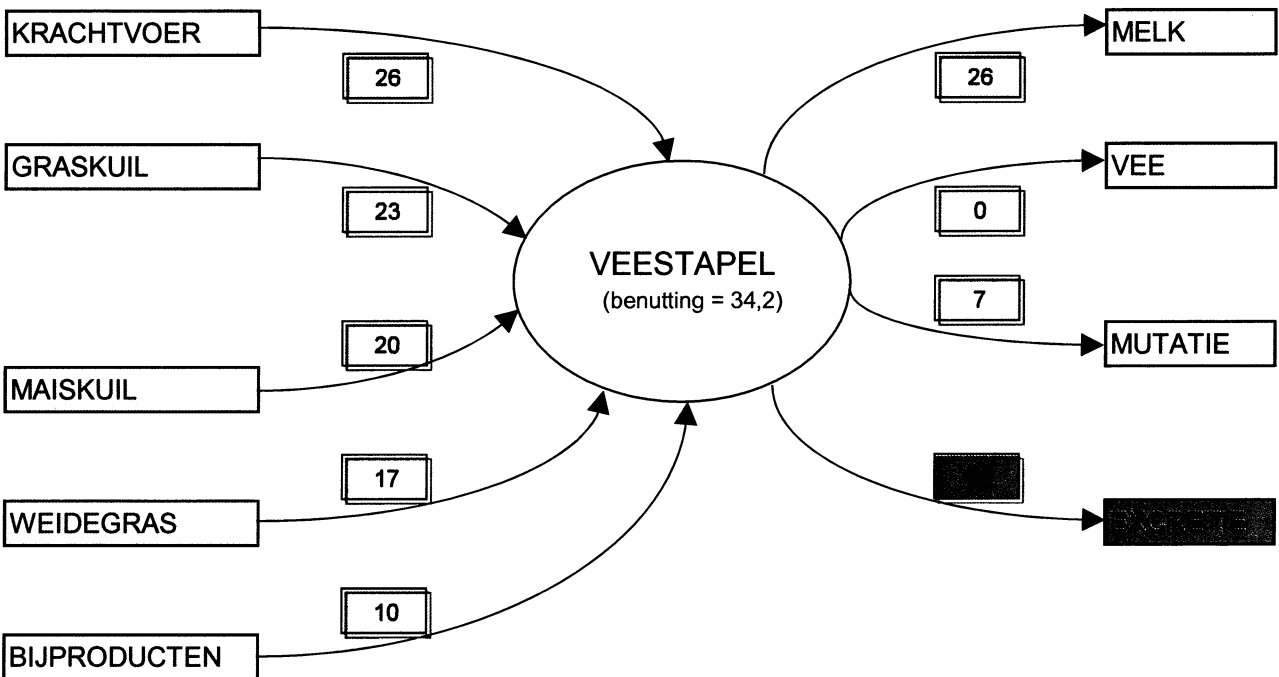 KRACHTVOER
26
GRASKUIL
23
MAISKUIL
20
WEIDEGRAS
17
BIJPRODUCTEN
10
VEESTAPEL
(benutting = 34,2)
MELK
26
VEE
0
7
MUTATIE
EXCRETIE